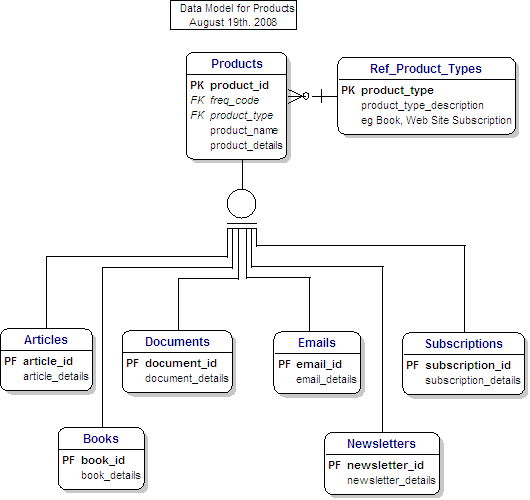 Data Model for Products
August 19th. 2008
Products
PK product_id
FK freq_code
FK product_type
product_name
product_details
Ref_Product_Types
PK product_type
product_type_description
eg Book, Web Site Subscription
Articles
PF article_id
article_details
Documents
PF document_id
document_details
Emails
PF email_id
email_details
Subscriptions
PF subscription_id
subscription_details
Books
PF book_id
book_details
Newsletters
PF newsletter_id
newsletter_details